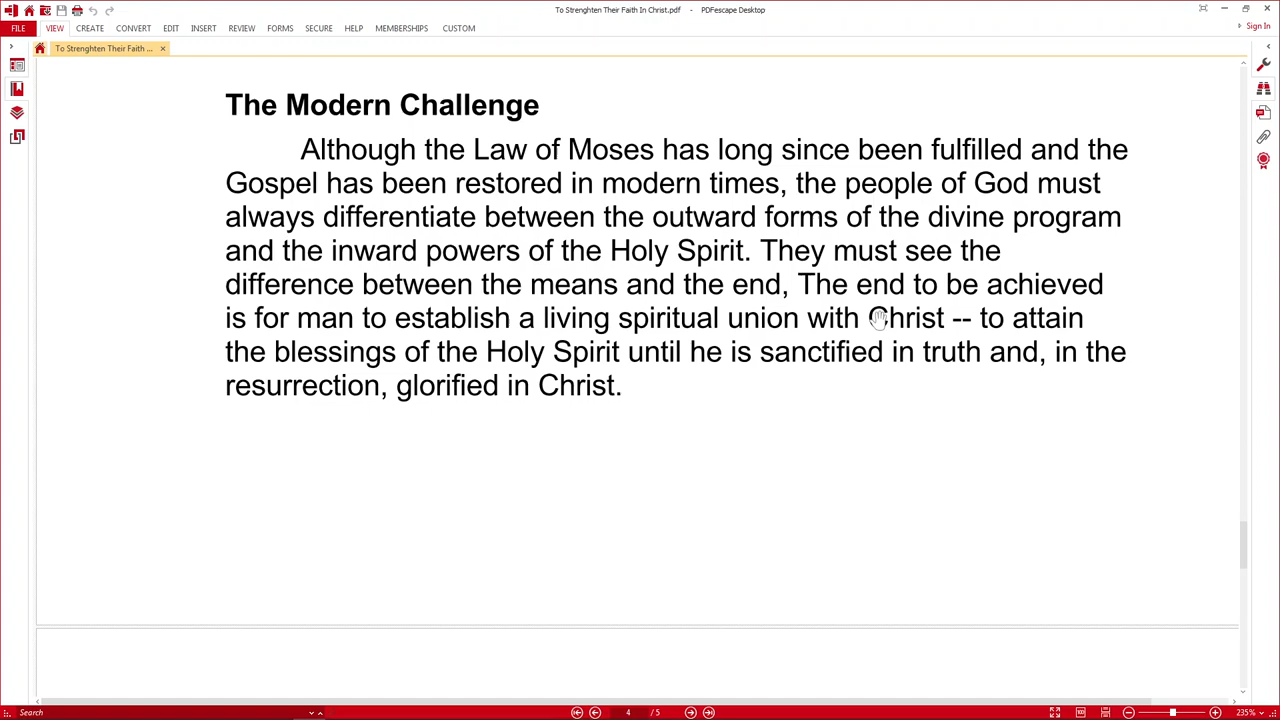 To Strenghten Their Faith In Christ.pdf - PDFescape Desktop
FILE VIEW CREATE CONVERT EDIT INSERT REVIEW FORMS SECURE HELP MEMBERSHIPS CUSTOM Sign In
To Strenghten Their Faith ...
The Modern Challenge
Although the Law of Moses has long since been fulfilled and the
Gospel has been restored in modern times, the people of God must
always differentiate between the outward forms of the divine program
and the inward powers of the Holy Spirit. They must see the
difference between the means and the end, The end to be achieved
is for man to establish a living spiritual union with Christ -- to attain
the blessings of the Holy Spirit until he is sanctified in truth and, in the
resurrection, glorified in Christ.
Search 4 / 5 235%